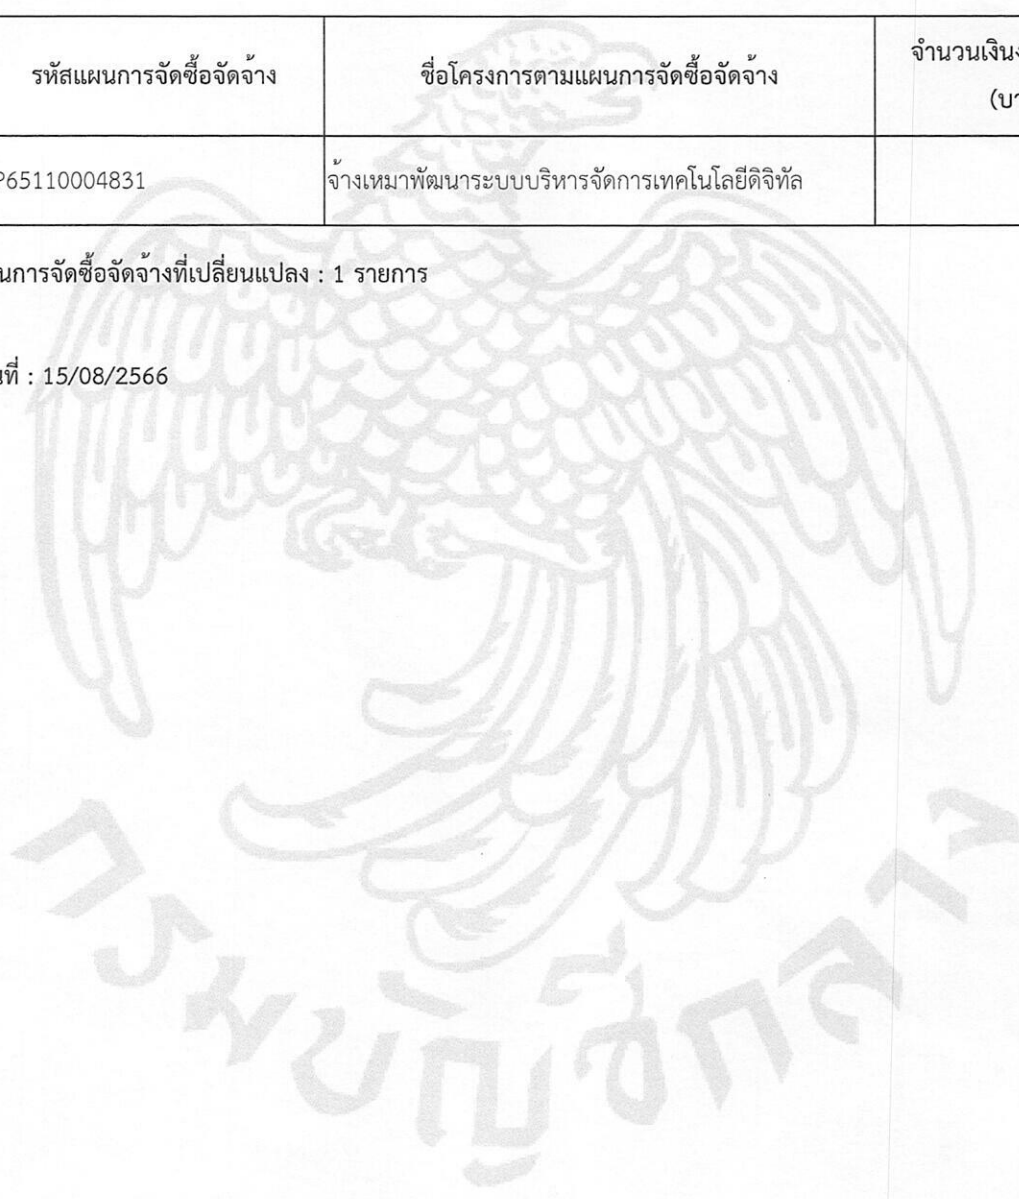 รหัสแผนการจัดซื้อจัดจ้าง
ชื่อโครงการตามแผนการจัดซื้อจัดจ้าง
จำนวนเงินง
(บา
P65110004831
จ้างเหมาพัฒนาระบบบริหารจัดการเทคโนโลยีดิจิทัล
นการจัดซื้อจัดจ้างที่เปลี่ยนแปลง : 1 รายการ
นที่ : 15/08/2566
กรมบัญชีกลาง